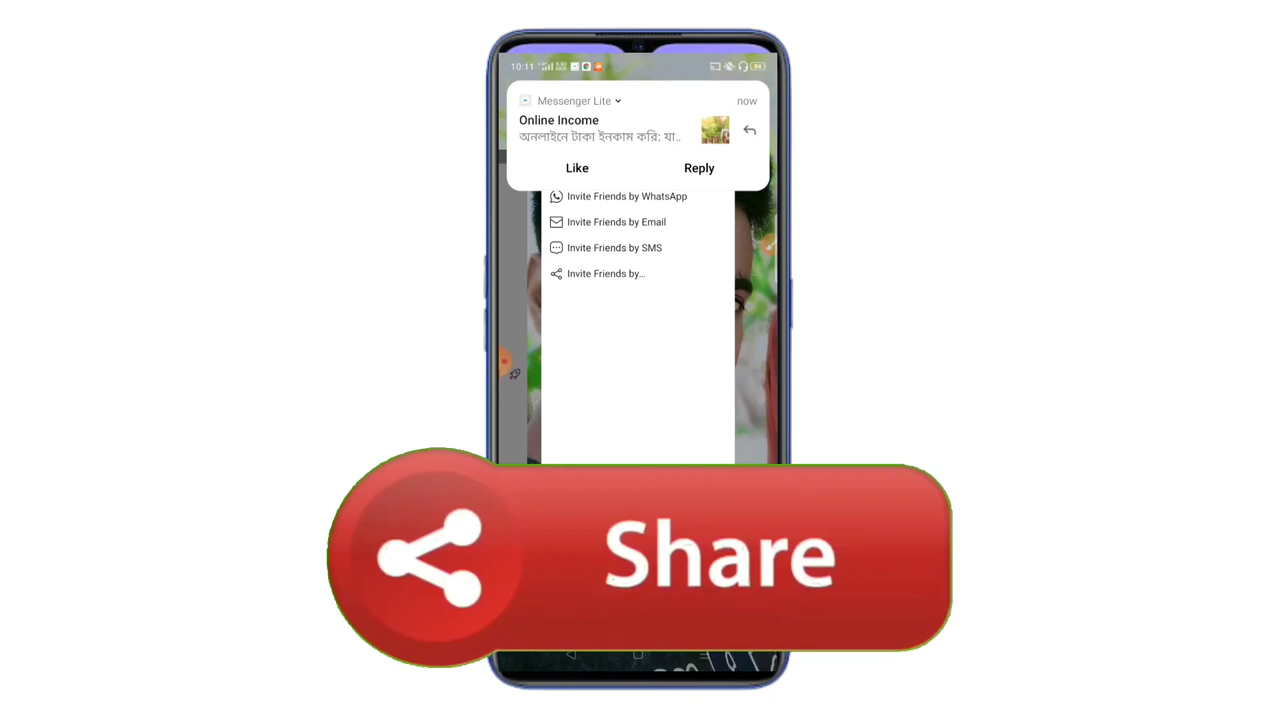 10:11
84
Messenger Lite
now
Online Income
অনলাইনে টাকা ইনকাম করি: যা..
Like
Reply
Invite Friends by WhatsApp
Invite Friends by Email
Invite Friends by SMS
Invite Friends by...
Share